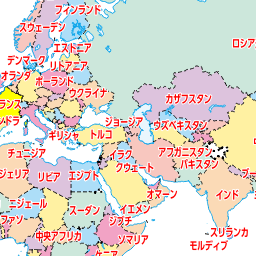 フィンランド
スウェーデン
ロシア
エストニア
デンマーク
リトアニア
オランダ
ポーランド
ウクライナ
カザフスタン
ランス
ンドラ
ジョージア
ウズベキスタン
ギリシャ
トルコ
チュニジア
イラク
アフガニスタン
中
クウェート
パキスタン
ジェリア
リビア
エジプト
オマーン
インド
ニジェール
スーダン
イエメン
ファソ
ジブチ
スリランカ
中央アフリカ
ソマリア
モルディブ
ケニア